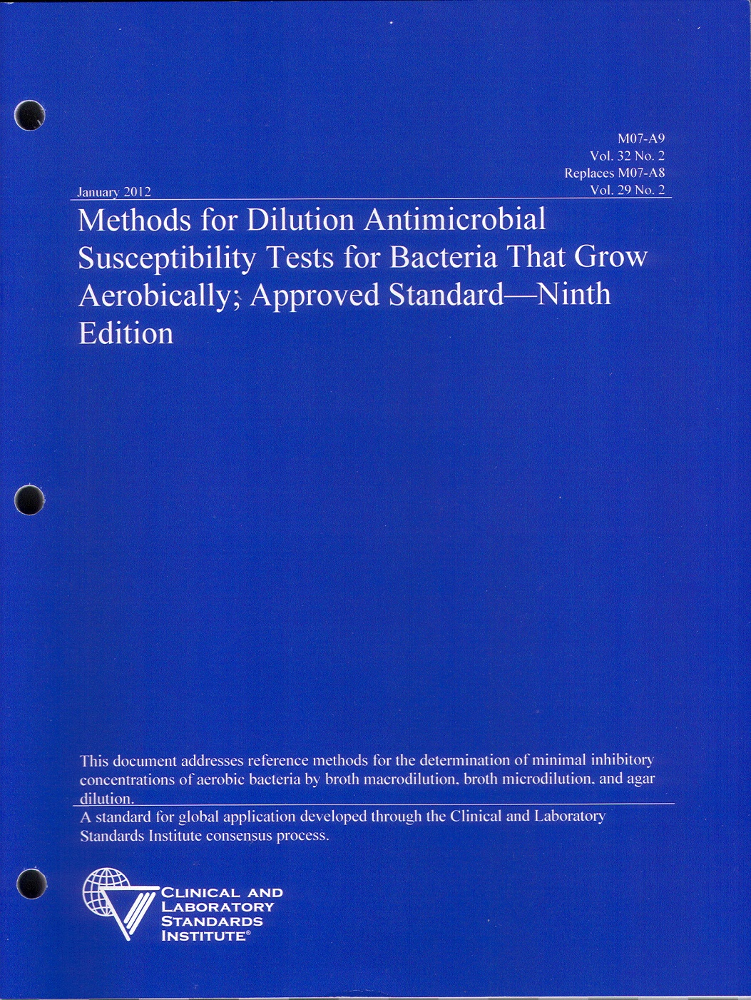 M07-A9
Vol. 32 No. 2
Replaces M07-A8
Vol. 29 No. 2
January 2012
Methods for Dilution Antimicrobial
Susceptibility Tests for Bacteria That Grow
Aerobically; Approved Standard—Ninth
Edition
This document addresses reference methods for the determination of minimal inhibitory
concentrations of aerobic bacteria by broth macrodilution, broth microdilution, and agar
dilution.
A standard for global application developed through the Clinical and Laboratory
Standards Institute consensus process.
CLINICAL AND
LABORATORY
STANDARDS
INSTITUTE®